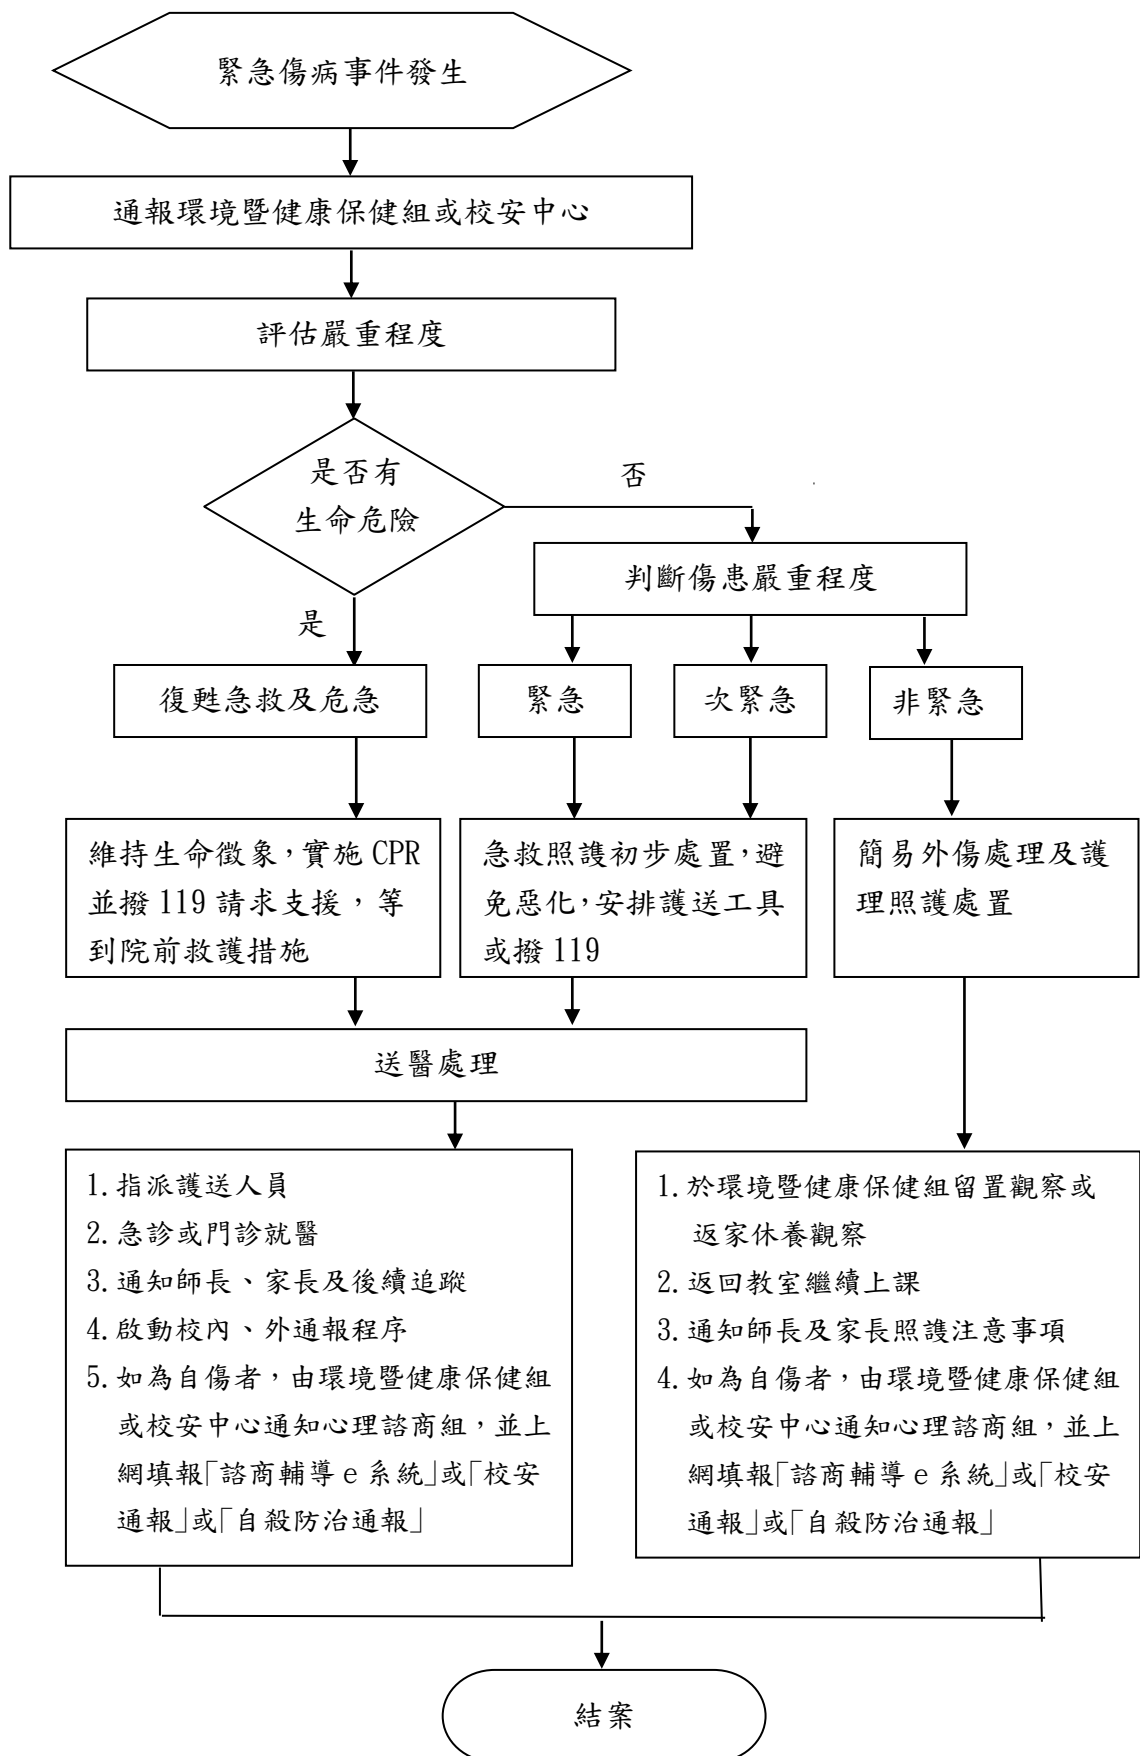 緊急傷病事件發生
通報環境暨健康保健組或校安中心
評估嚴重程度
是否有
生命危險
否
判斷傷患嚴重程度
是
復甦急救及危急
緊急
次緊急
非緊急
維持生命徵象，實施 CPR
並撥 119 請求支援，等
到院前救護措施
急救照護初步處置，避
免惡化，安排護送工具
或撥 119
簡易外傷處理及護
理照護處置
送醫處理
1. 指派護送人員
2. 急診或門診就醫
3. 通知師長、家長及後續追蹤
4. 啟動校內、外通報程序
5. 如為自傷者，由環境暨健康保健組
或校安中心通知心理諮商組，並上
網填報「諮商輔導 e 系統」或「校安
通報」或「自殺防治通報」
1. 於環境暨健康保健組留置觀察或
返家休養觀察
2. 返回教室繼續上課
3. 通知師長及家長照護注意事項
4. 如為自傷者，由環境暨健康保健組
或校安中心通知心理諮商組，並上
網填報「諮商輔導 e 系統」或「校安
通報」或「自殺防治通報」
結案